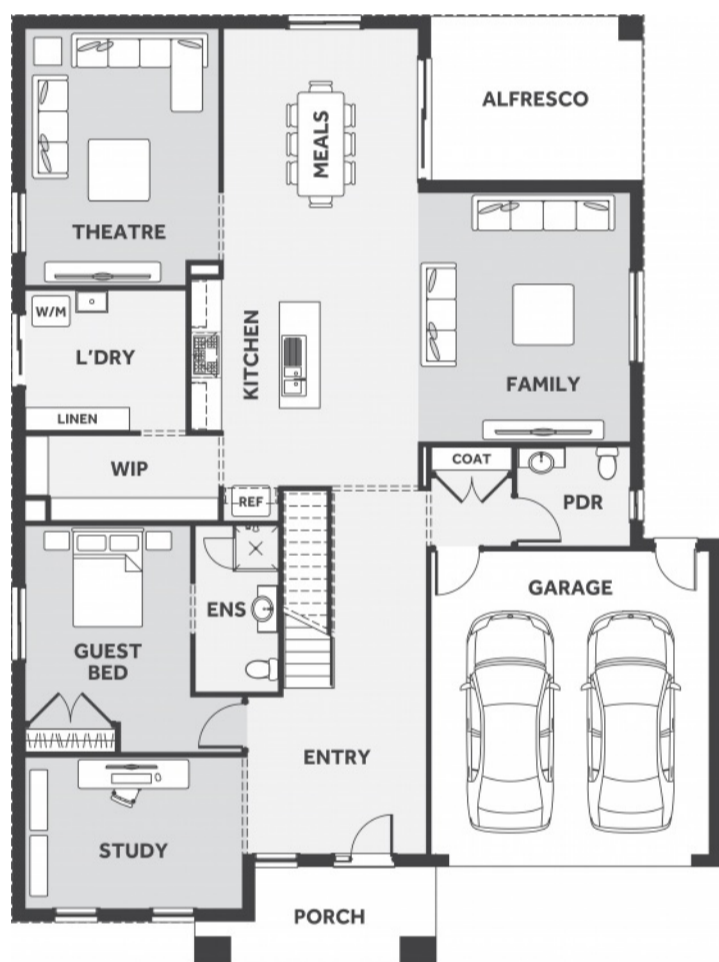 ALFRESCO
MEALS
THEATRE
W/M
L'DRY
KITCHEN
FAMILY
LINEN
WIP
COAT
REF
PDR
GARAGE
ENS
GUEST
BED
ENTRY
STUDY
PORCH